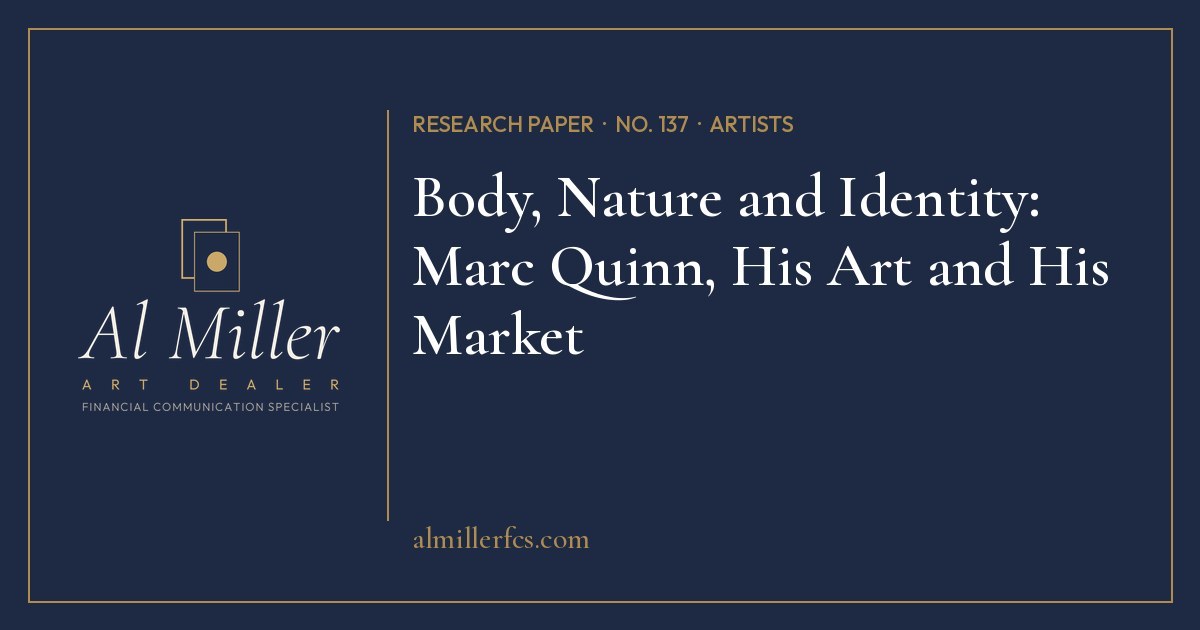 Al Miller
ART DEALER
FINANCIAL COMMUNICATION SPECIALIST
RESEARCH PAPER · NO. 137 · ARTISTS
Body, Nature and Identity:
Marc Quinn, His Art and His
Market
almillerfcs.com